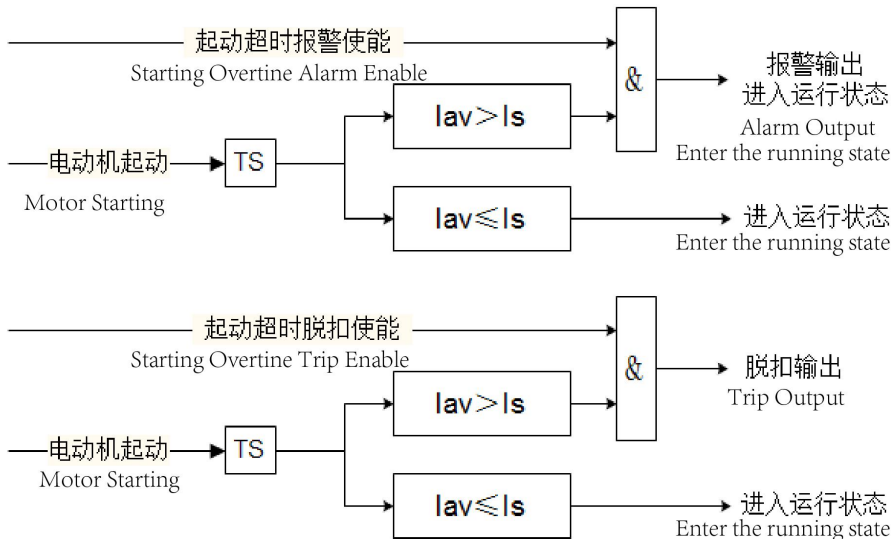 起动超时报警使能
Starting Overtine Alarm Enable
&
报警输出
进入运行状态
Alarm Output
Enter the running state
Iav>Is
电动机起动
TS
Motor Starting
Iav≤Is
进入运行状态
Enter the running state
起动超时脱扣使能
Starting Overtine Trip Enable
&
脱扣输出
Trip Output
Iav>Is
电动机起动
TS
Motor Starting
Iav≤Is
进入运行状态
Enter the running state